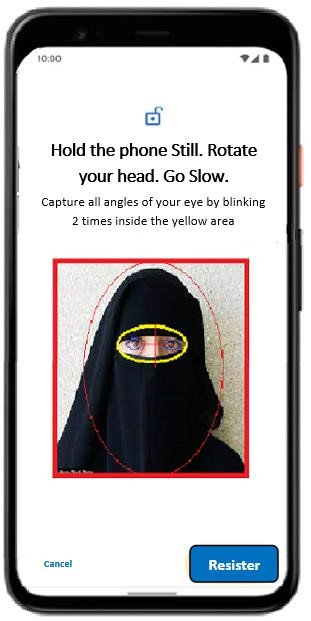 10:00
Hold the phone Still. Rotate
your head. Go Slow.
Capture all angles of your eye by blinking
2 times inside the yellow area
Cancel
Resister